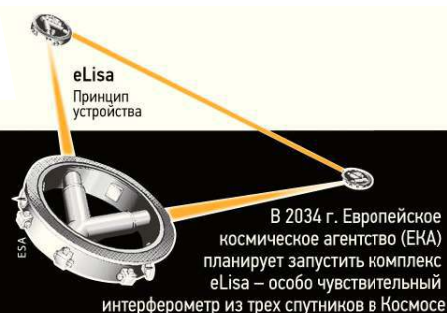 eLisa
Принцип
устройства
ESA
В 2034 г. Европейское
космическое агентство (ЕКА)
планирует запустить комплекс
eLisa – особо чувствительный
интерферометр из трех спутников в Космосе